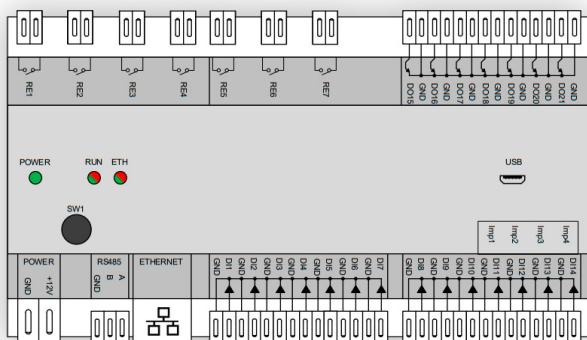 RE1 RE2 RE3 RE4 RE5 RE6 RE7
DO15 GND DO16 GND DO17 GND DO18 GND DO19 GND DO20 GND DO21 GND
POWER RUN ETH USB
SW1
Imp1 Imp2 Imp3 Imp4
POWER RS485 ETHERNET
GND +12V GND B A
GND DI1 GND DI2 GND DI3 GND DI4 GND DI5 GND DI6 GND DI7
GND DI8 GND DI9 GND DI10 GND DI11 GND DI12 GND DI13 GND DI14